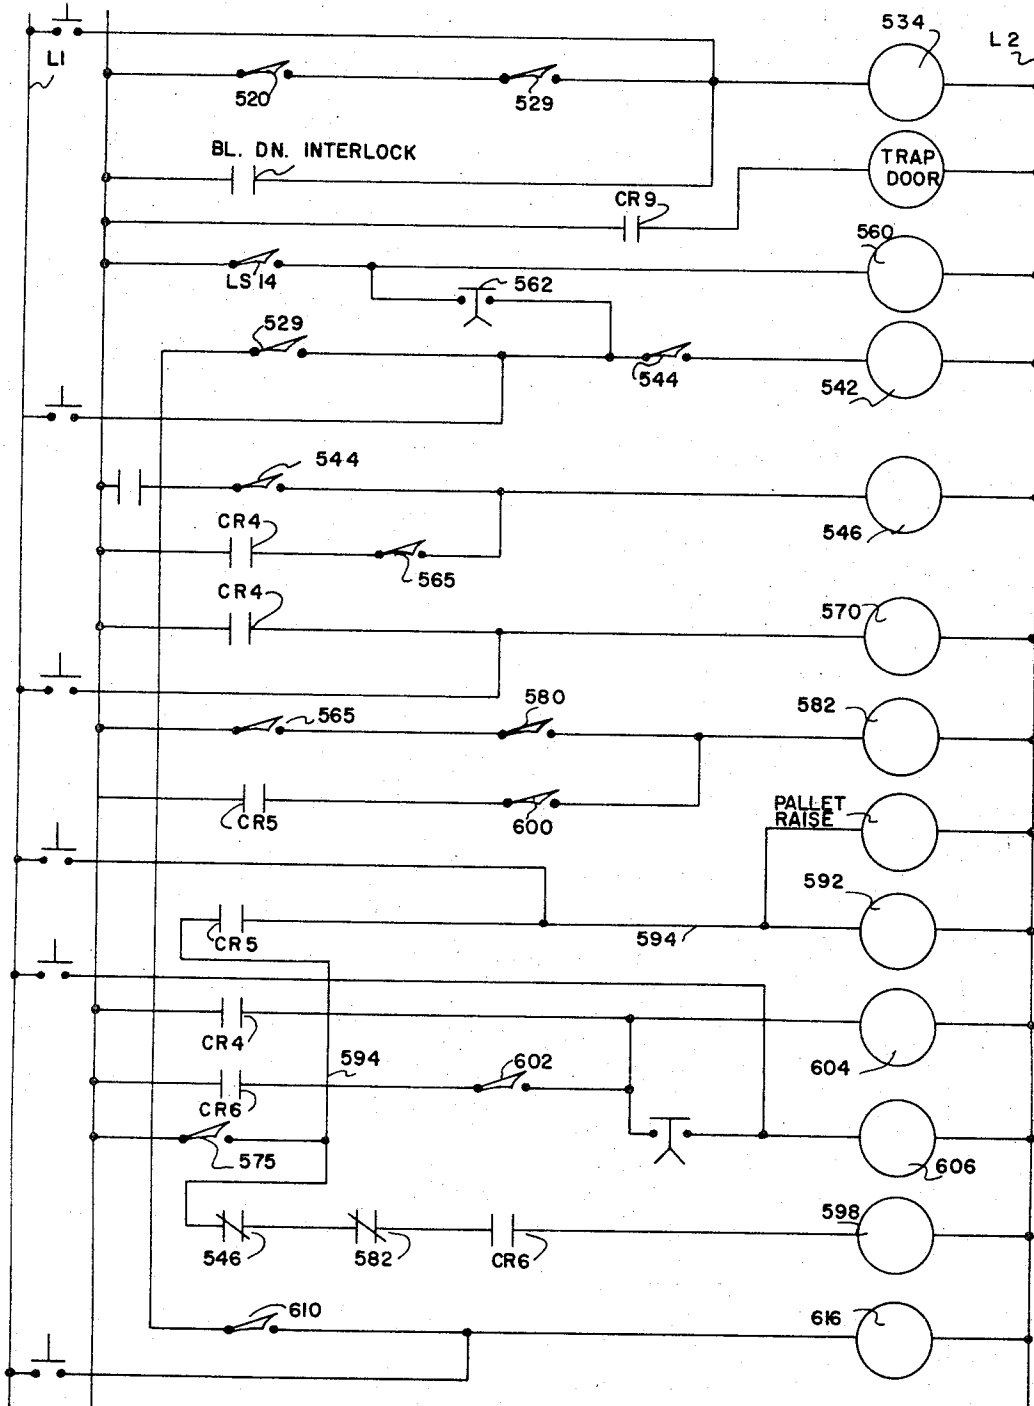 534
L2
L1
520
529
BL. DN. INTERLOCK
TRAP
DOOR
CR9
560
LS 14
562
529
544
542
544
CR4
546
565
CR4
570
565
580
582
PALLET
RAISE
CR5
600
592
CR5
594
CR4
594
602
604
CR6
575
606
598
546
582
CR6
610
616